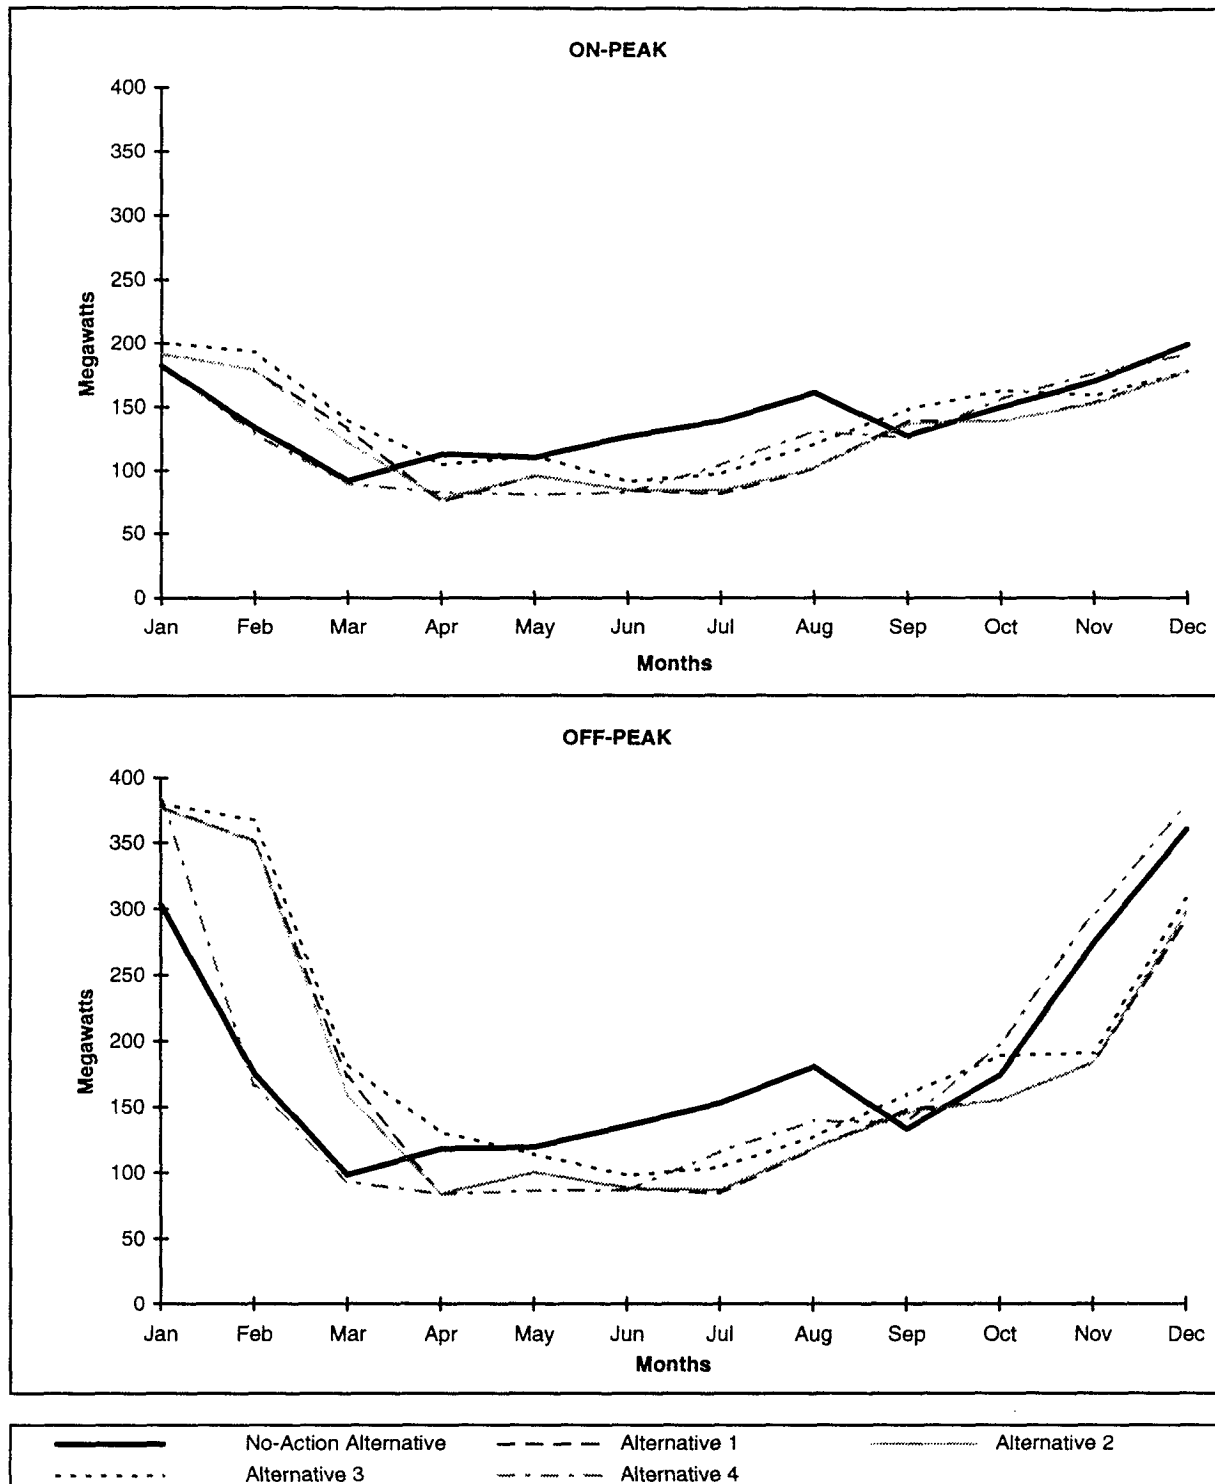 ON-PEAK
400
350
300
250
200
150
100
50
0
Megawatts
Jan Feb Mar Apr May Jun Jul Aug Sep Oct Nov Dec
Months
OFF-PEAK
400
350
300
250
200
150
100
50
0
Megawatts
Jan Feb Mar Apr May Jun Jul Aug Sep Oct Nov Dec
Months
No-Action Alternative Alternative 1 Alternative 2
Alternative 3 Alternative 4